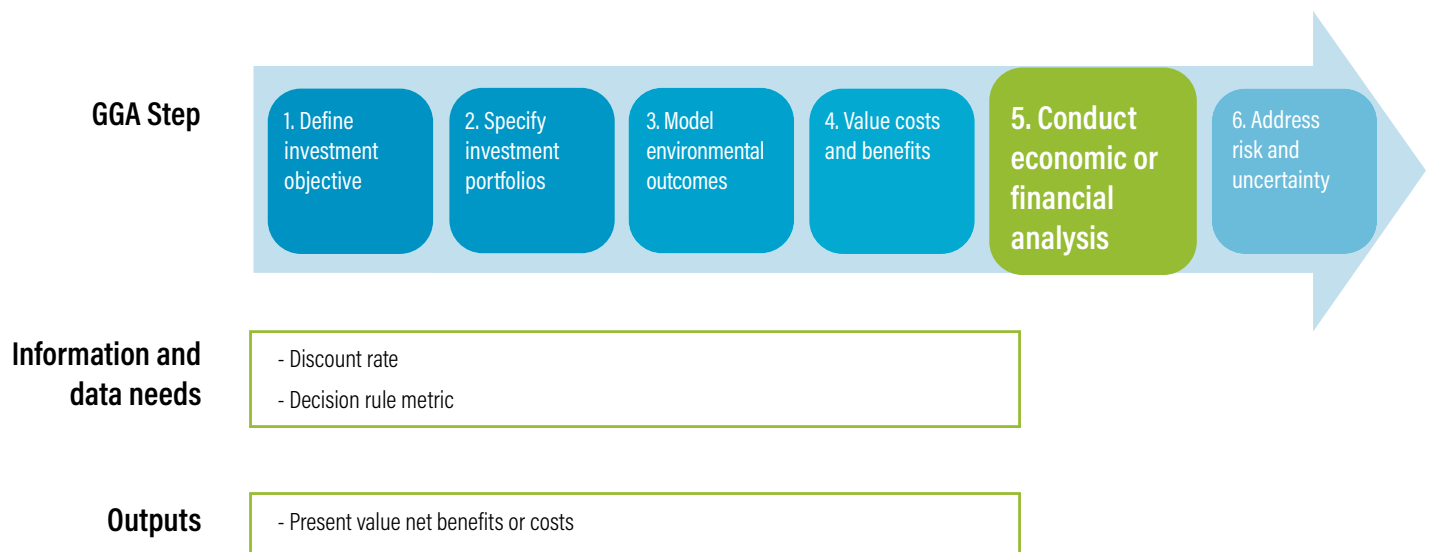 GGA Step
1. Define
investment
objective
2. Specify
investment
portfolios
3. Model
environmental
outcomes
4. Value costs
and benefits
5. Conduct
economic or
financial
analysis
6. Address
risk and
uncertainty
Information and
data needs
- Discount rate
- Decision rule metric
Outputs
- Present value net benefits or costs